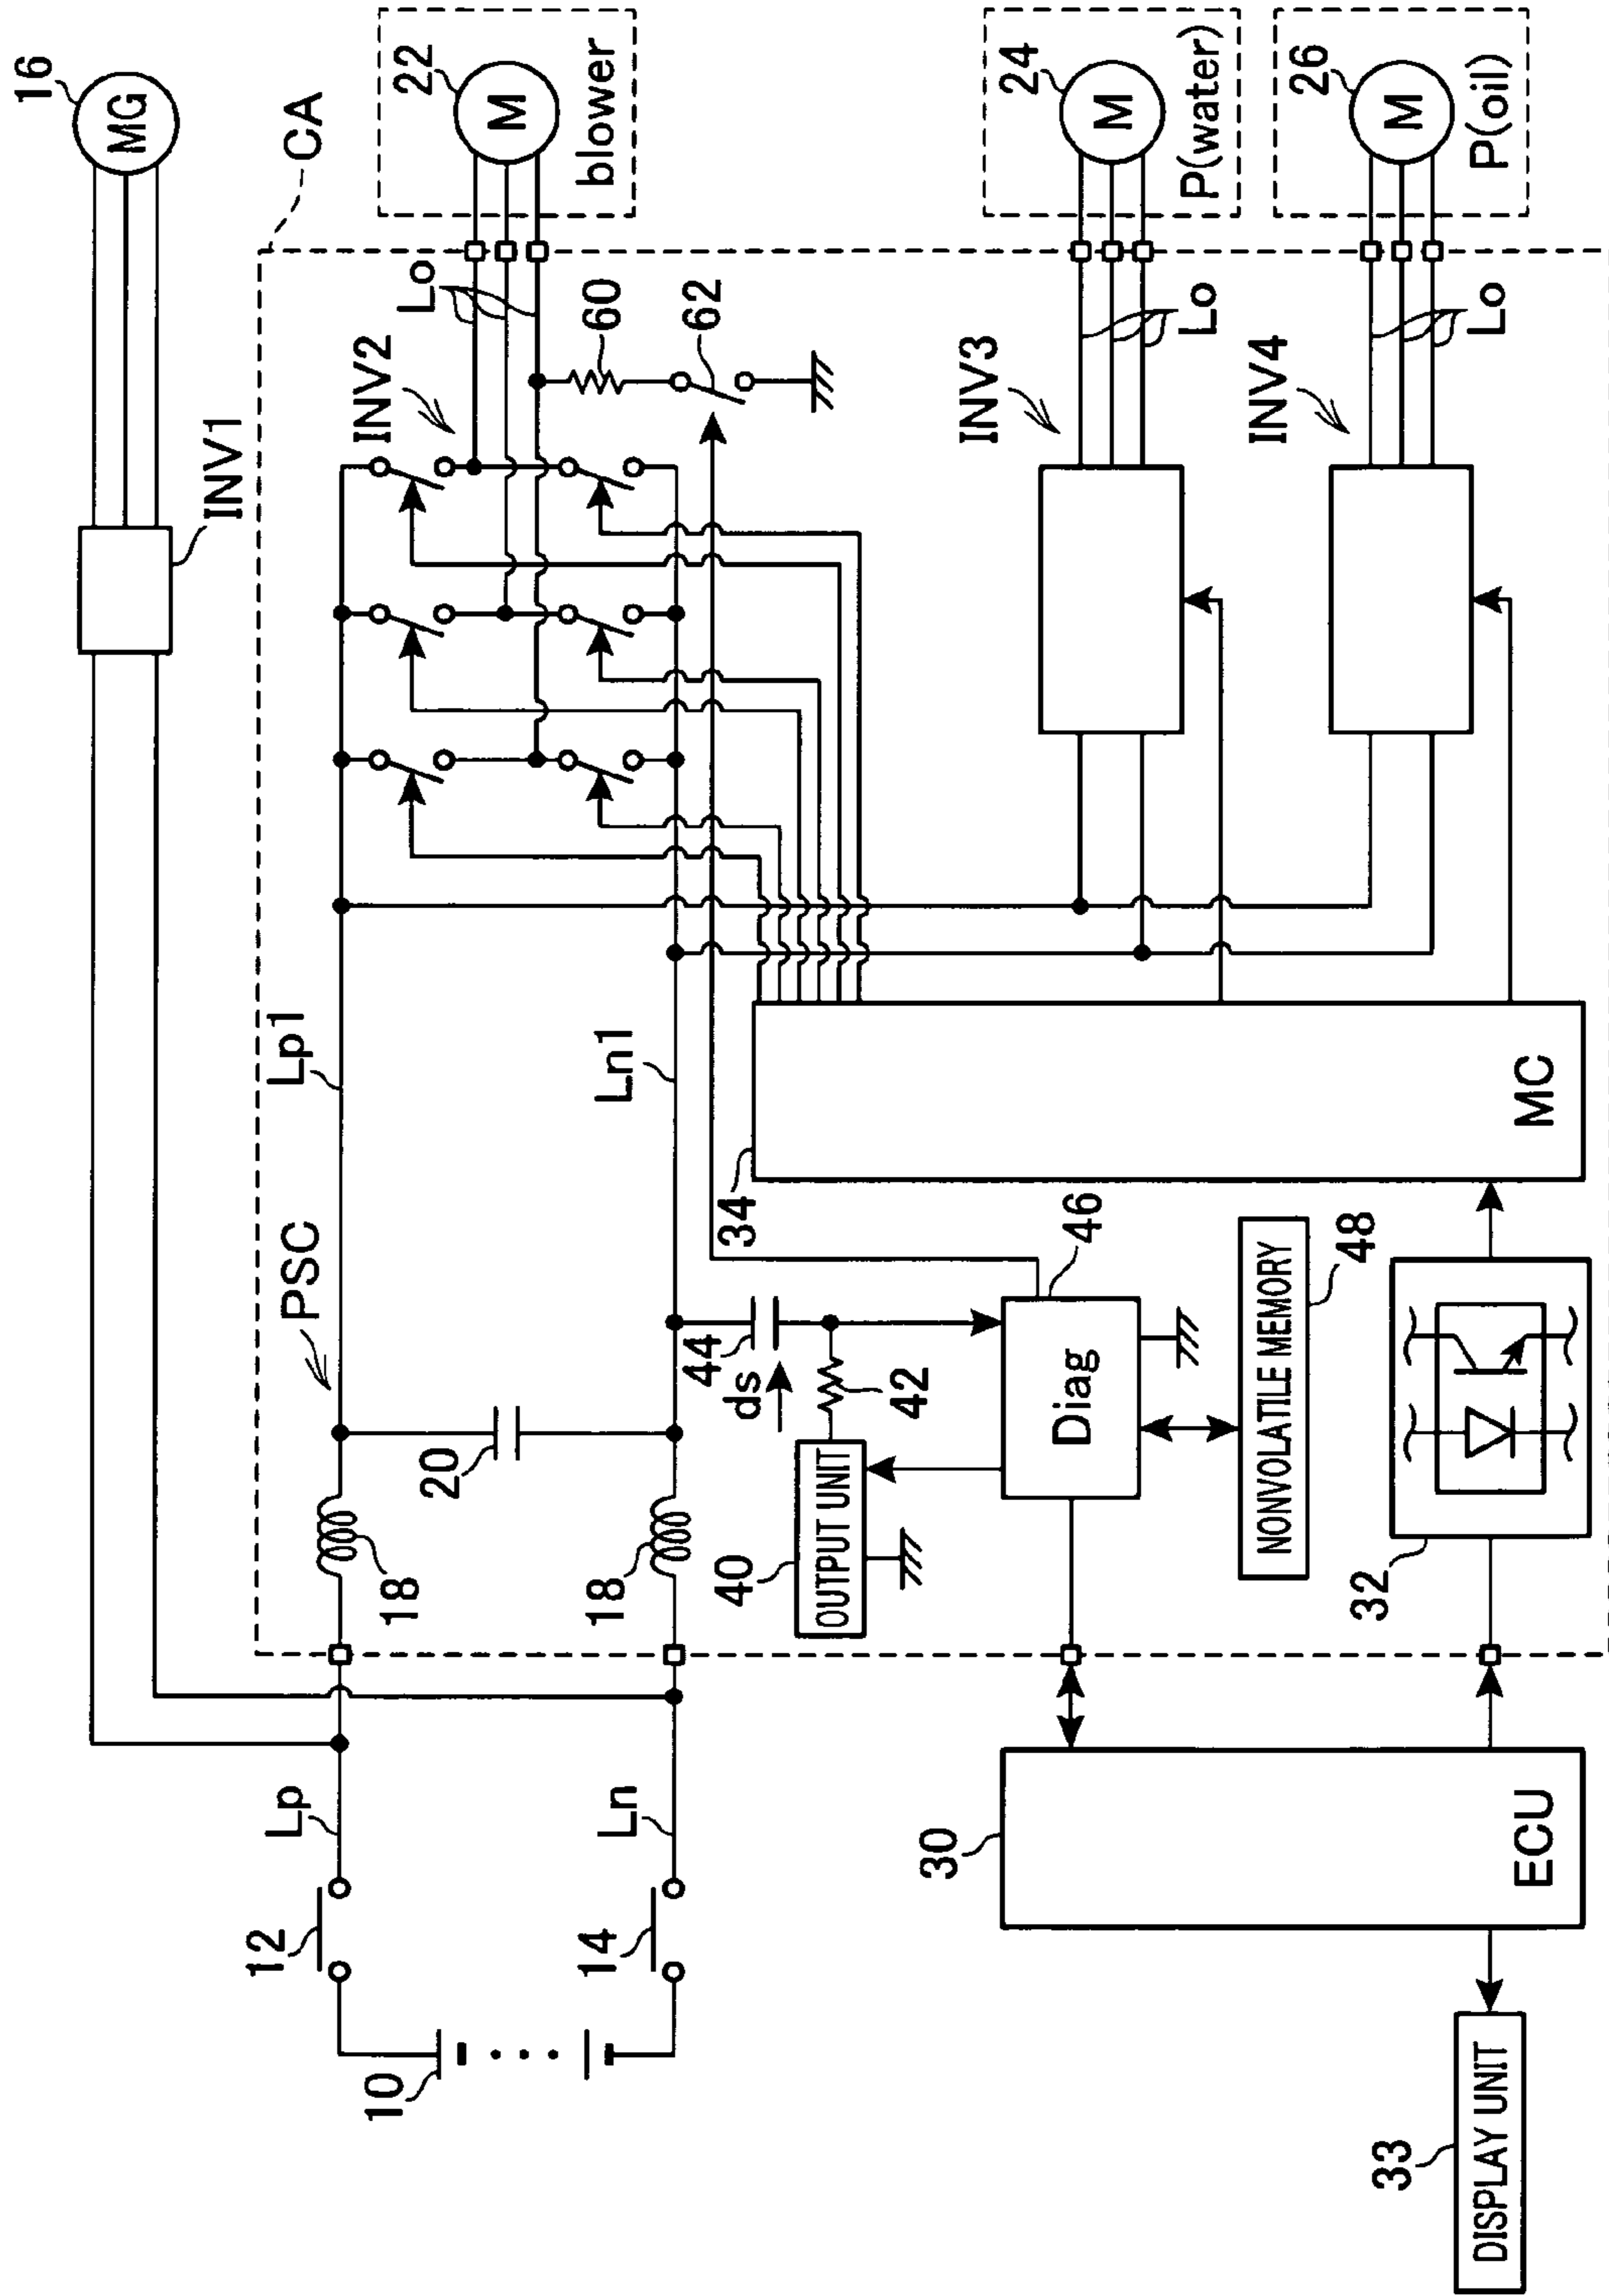 16
MG
INV1
CA
22
M
blower
24
M
P(water)
26
M
P(oil)
Lo
60
62
INV2
INV3
Lo
INV4
Lo
Lp1
Ln1
PSC
34
MC
46
Diag
44
ds
42
48
NONVOLATILE MEMORY
20
18
18
40
OUTPUT UNIT
32
Lp
Ln
12
14
10
30
ECU
33
DISPLAY UNIT